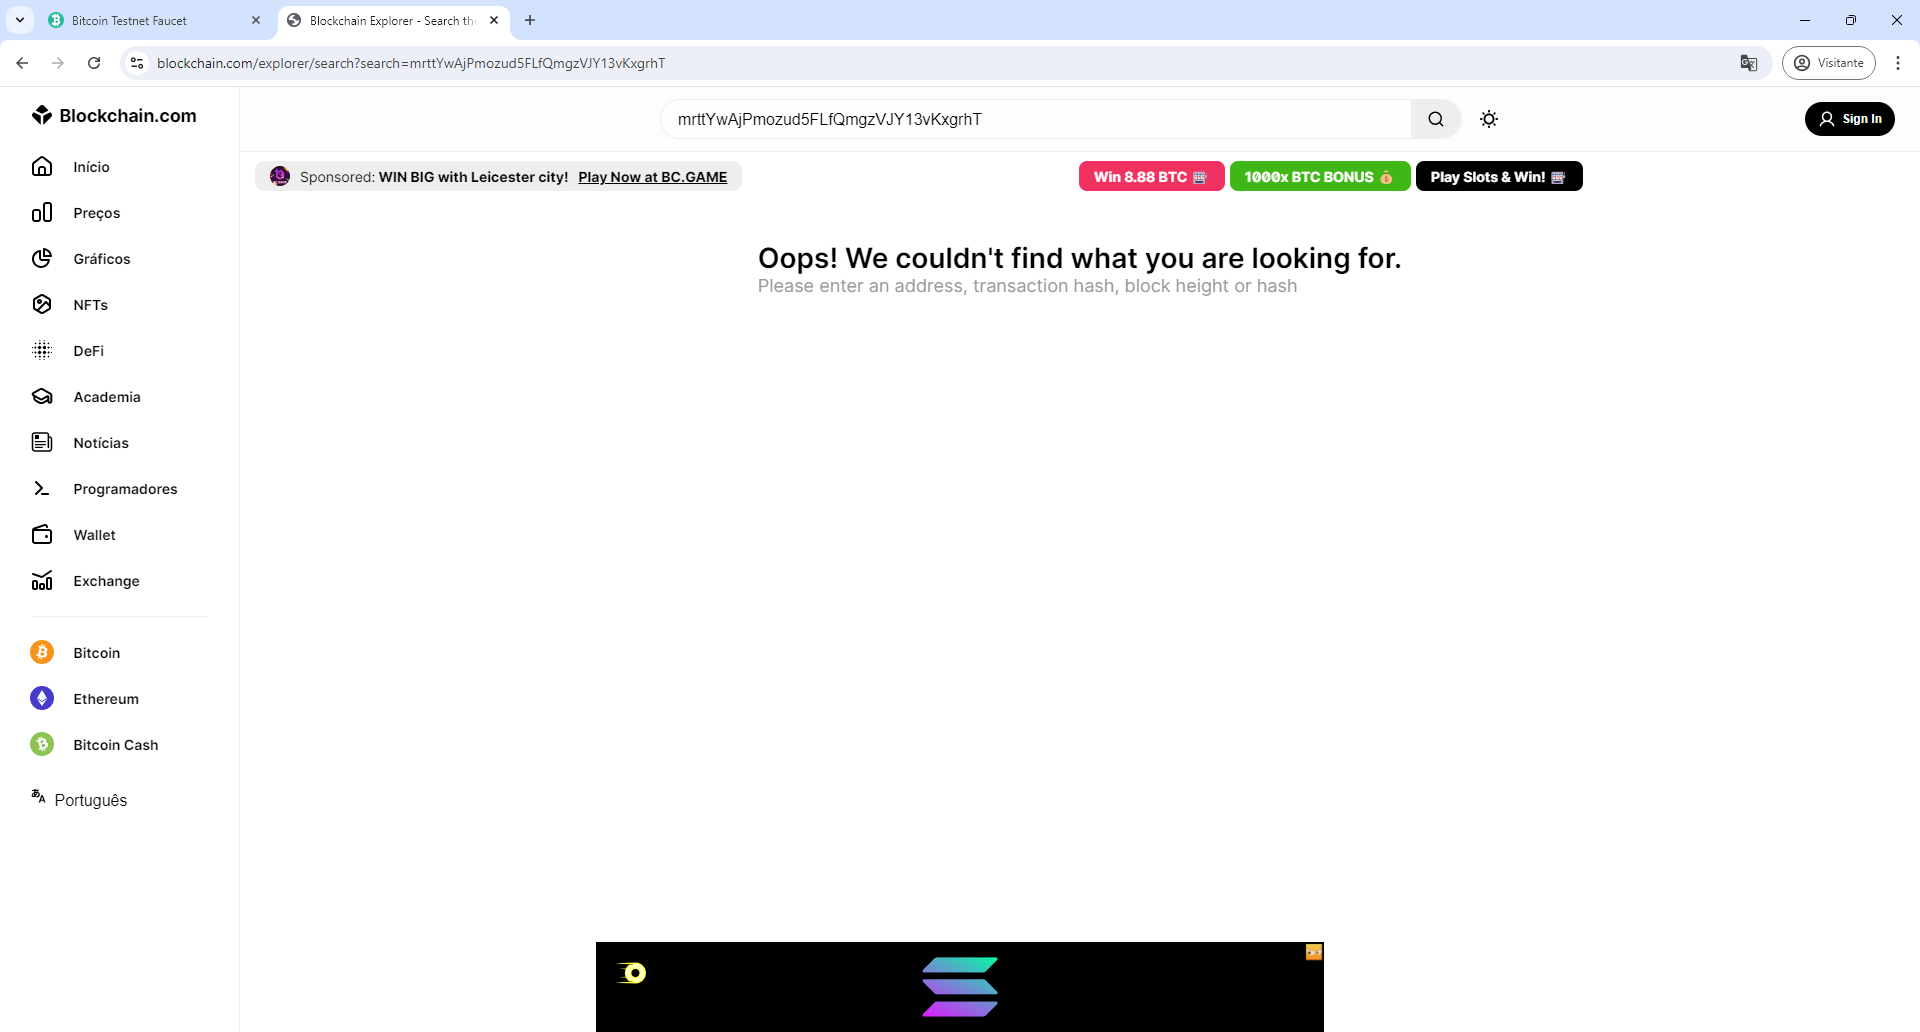 Bitcoin Testnet Faucet
Blockchain Explorer - Search the
blockchain.com/explorer/search?search=mrttYwAjPmozud5FLfQmgzVJY13vKxgrhT
Visitante
Blockchain.com
mrttYwAjPmozud5FLfQmgzVJY13vKxgrhT
Sign In
Início
Preços
Gráficos
NFTs
DeFi
Academia
Notícias
Programadores
Wallet
Exchange
Bitcoin
Ethereum
Bitcoin Cash
Português
Sponsored: WIN BIG with Leicester city! Play Now at BC.GAME
Win 8.88 BTC 🎰
1000x BTC BONUS 💰
Play Slots & Win! 🎰
Oops! We couldn't find what you are looking for.
Please enter an address, transaction hash, block height or hash